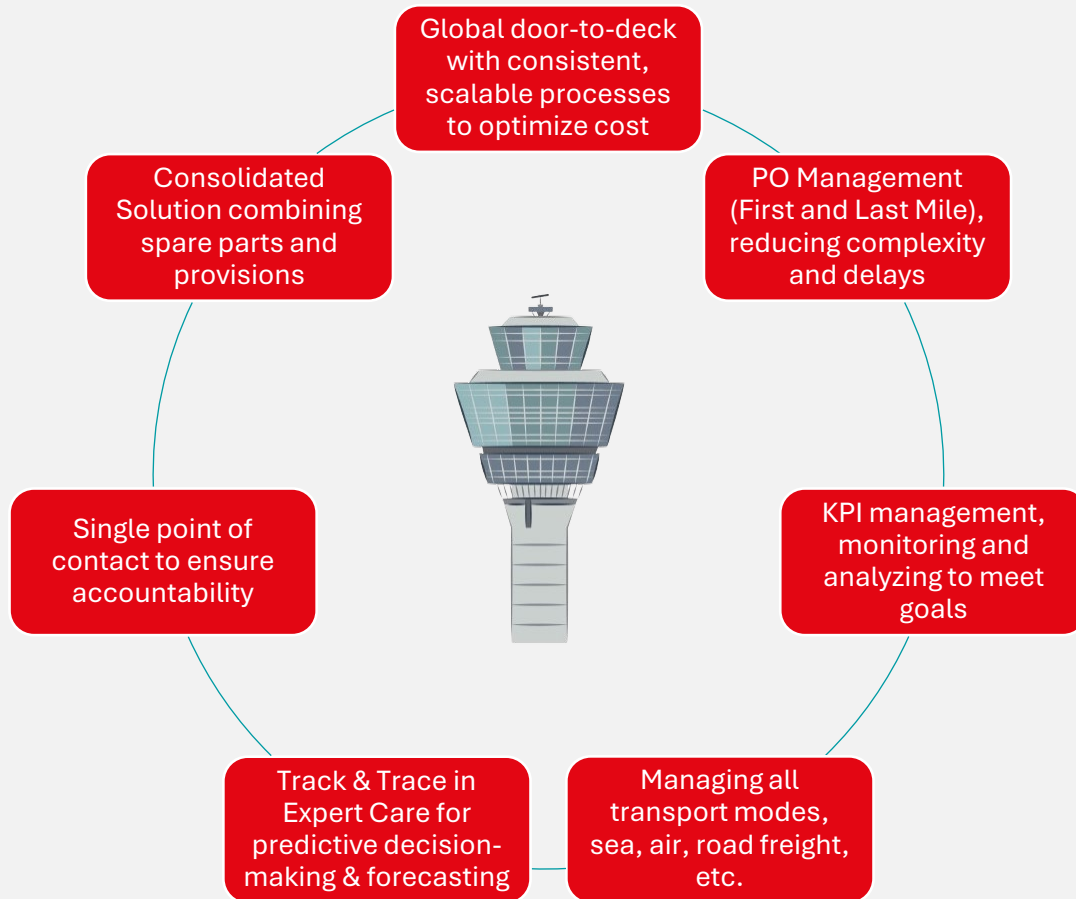 Global door-to-deck
with consistent,
scalable processes
to optimize cost
PO Management
(First and Last Mile),
reducing complexity
and delays
KPI management,
monitoring and
analyzing to meet
goals
Managing all
transport modes,
sea, air, road freight,
etc.
Track & Trace in
Expert Care for
predictive decision-
making & forecasting
Single point of
contact to ensure
accountability
Consolidated
Solution combining
spare parts and
provisions